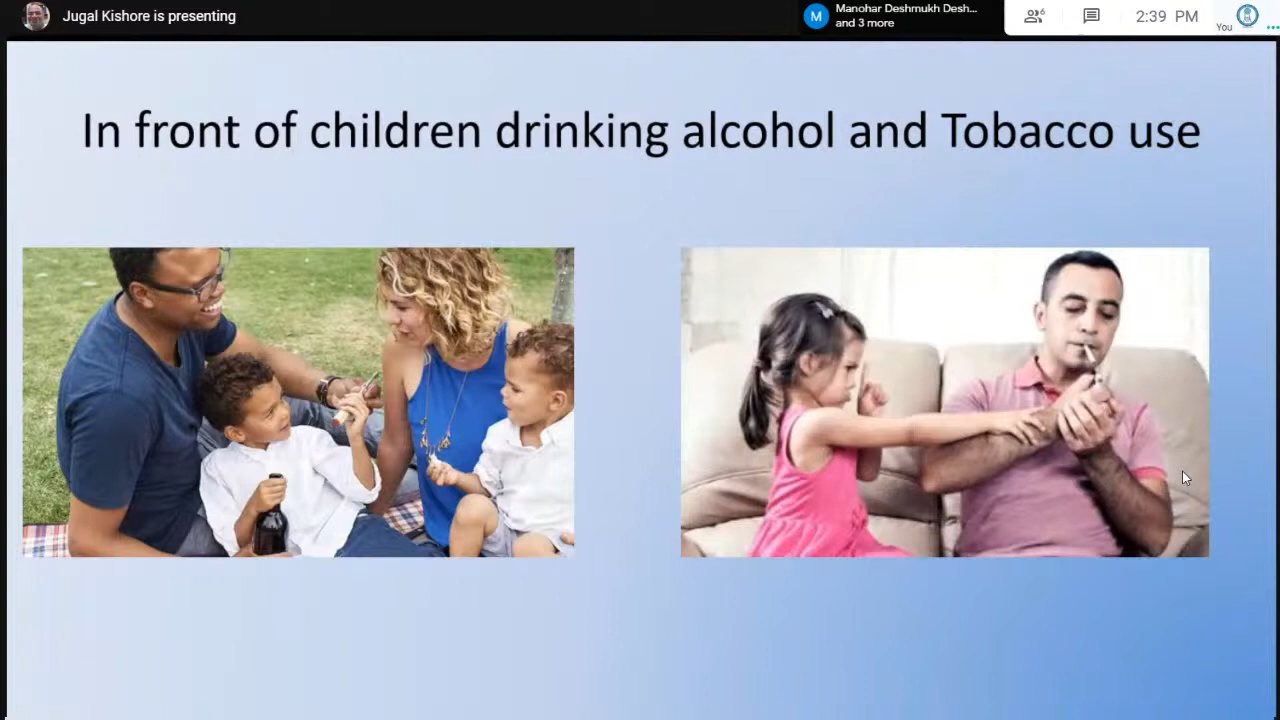 Jugal Kishore is presenting
M
Manohar Deshmukh Desh...
and 3 more
6
2:39 PM
You
In front of children drinking alcohol and Tobacco use